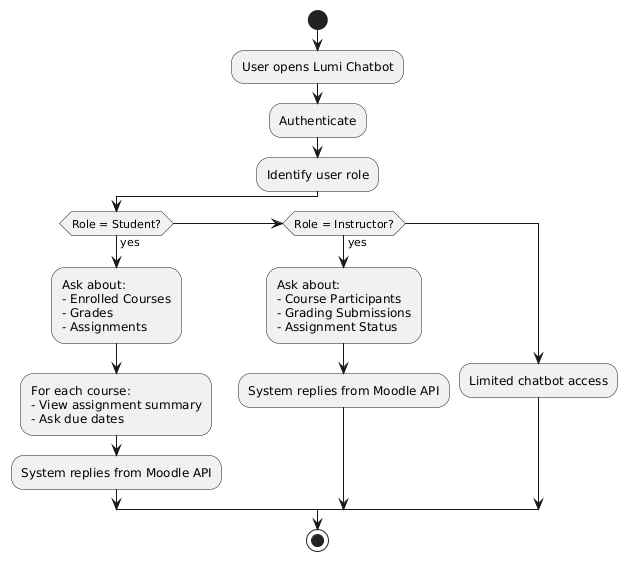 User opens Lumi Chatbot
Authenticate
Identify user role
Role = Student?
yes
Ask about:
- Enrolled Courses
- Grades
- Assignments
For each course:
- View assignment summary
- Ask due dates
System replies from Moodle API
Role = Instructor?
yes
Ask about:
- Course Participants
- Grading Submissions
- Assignment Status
System replies from Moodle API
Limited chatbot access